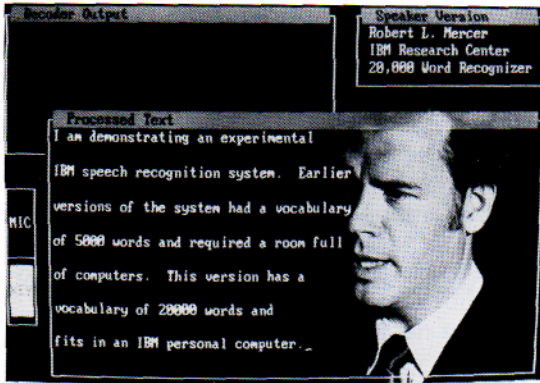 Decoder Output
Speaker Version
Robert L. Mercer
IBM Research Center
20,000 Word Recognizer
Processed Text
I am demonstrating an experimental
IBM speech recognition system. Earlier
versions of the system had a vocabulary
of 5000 words and required a room full
of computers. This version has a
vocabulary of 20000 words and
fits in an IBM personal computer._
MIC